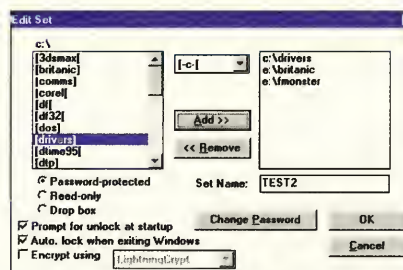 Edit Set
c:\
[3dsmax[
[britanic]
[comms]
[corel[
[df[
[df32[
[dos]
[drivers]
[dtime95[
[dtp]
[-c-[
Add >>
<< Remove
c:\drivers
e:\britanic
e:\fmonster
Password-protected
Read-only
Drop box
Set Name:
TEST2
Prompt for unlock at startup
Auto. lock when exiting Windows
Encrypt using
LightningCrypt
Change Password
OK
Cancel